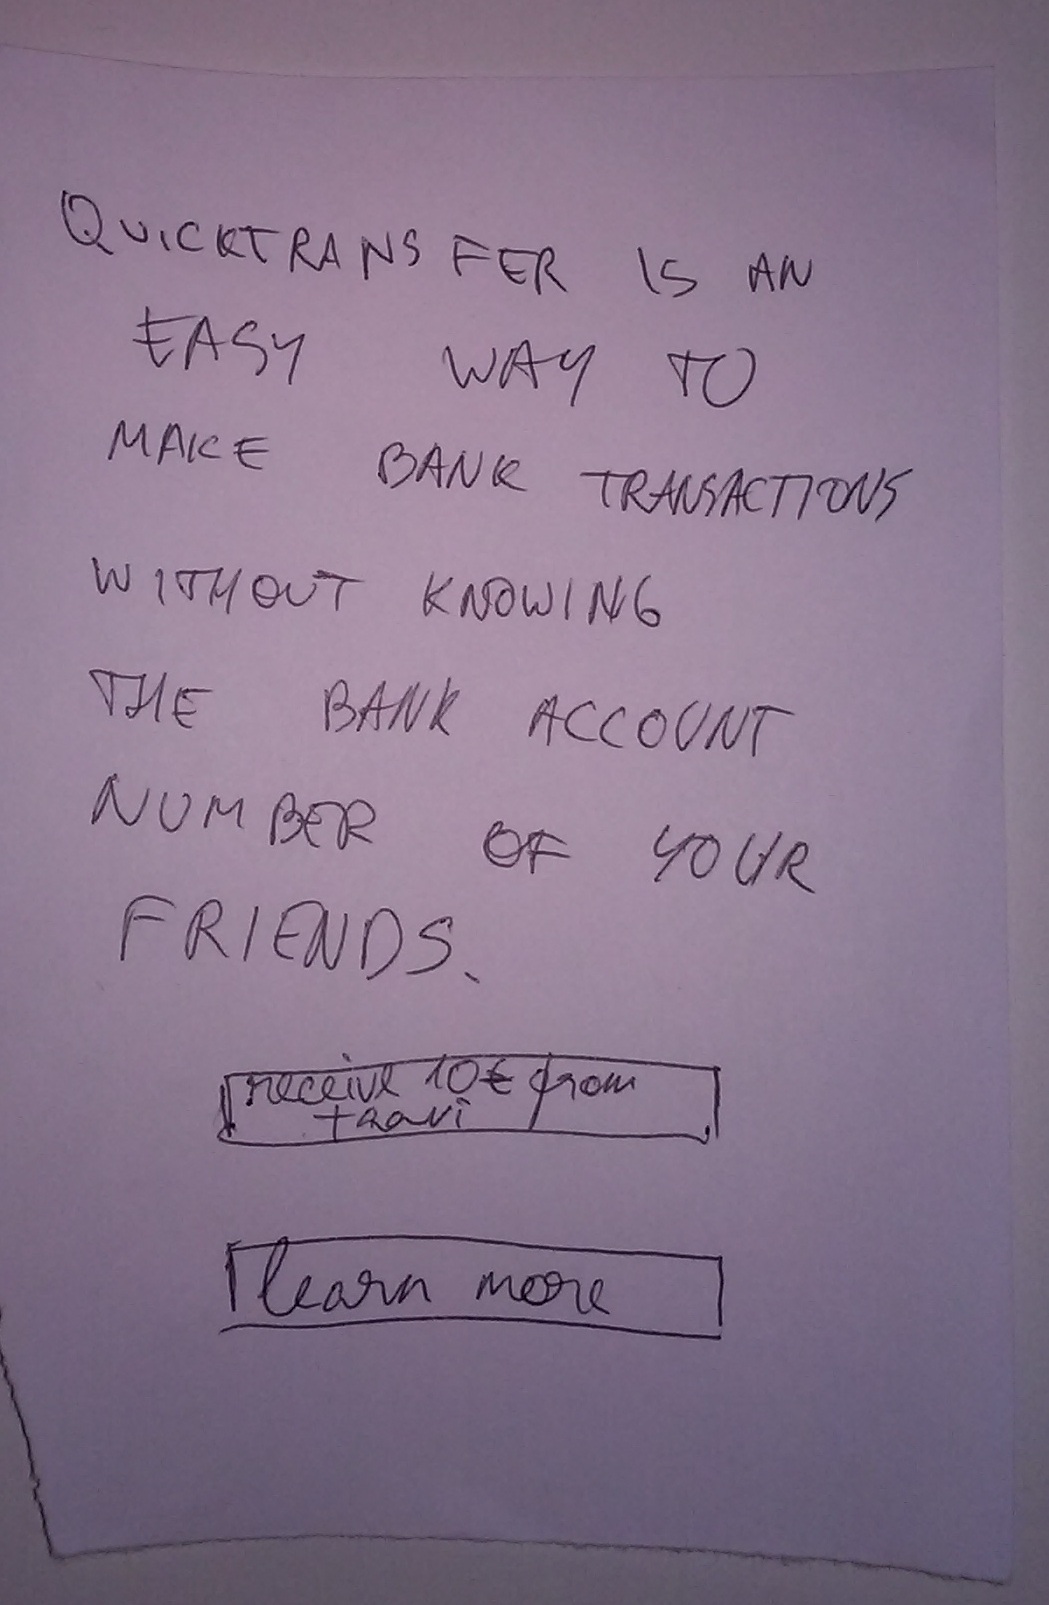 QUICKTRANSFER IS AN
EASY WAY TO
MAKE BANK TRANSACTIONS
WITHOUT KNOWING
THE BANK ACCOUNT
NUMBER OF YOUR
FRIENDS.
receive 10€ from
travi
learn more